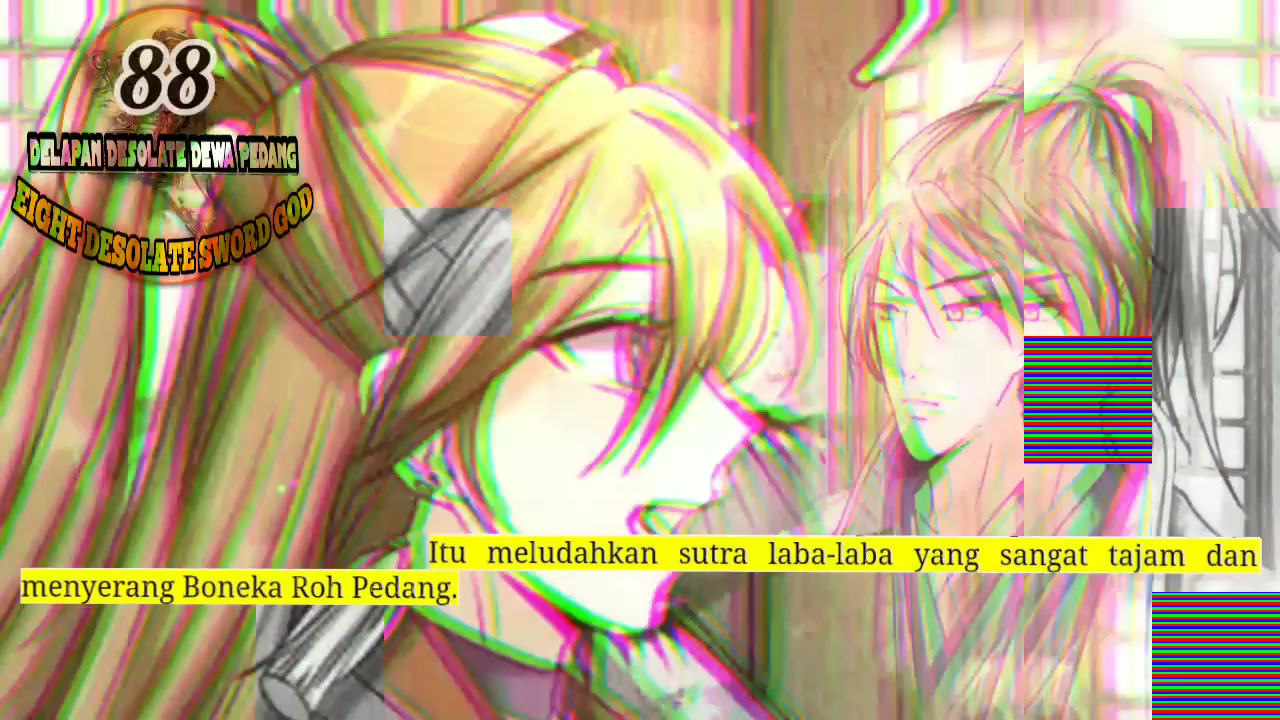 88
DELAPAN DESOLATE DEWA PEDANG
EIGHT DESOLATE SWORD GOD
Itu meludahkan sutra laba-laba yang sangat tajam dan
menyerang Boneka Roh Pedang.